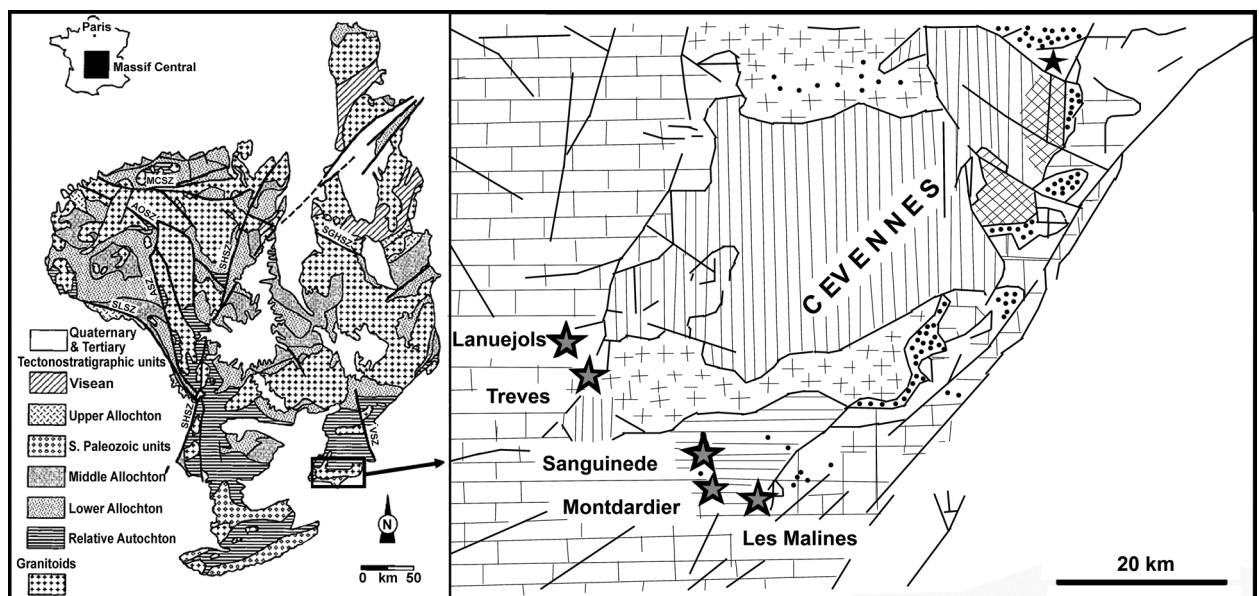 Paris
Massif Central
MCSZ
AOSZ
SHSZ
SGHSZ
SLSZ
SHSZ
VSZ
Quaternary
& Tertiary
Tectonostratigraphic units
Visean
Upper Allochton
S. Paleozoic units
Middle Allochton
Lower Allochton
Relative Autochton
Granitoids
N
0 km 50
CEVENNES
Lanuejols
Treves
Sanguinede
Montdardier
Les Malines
20 km